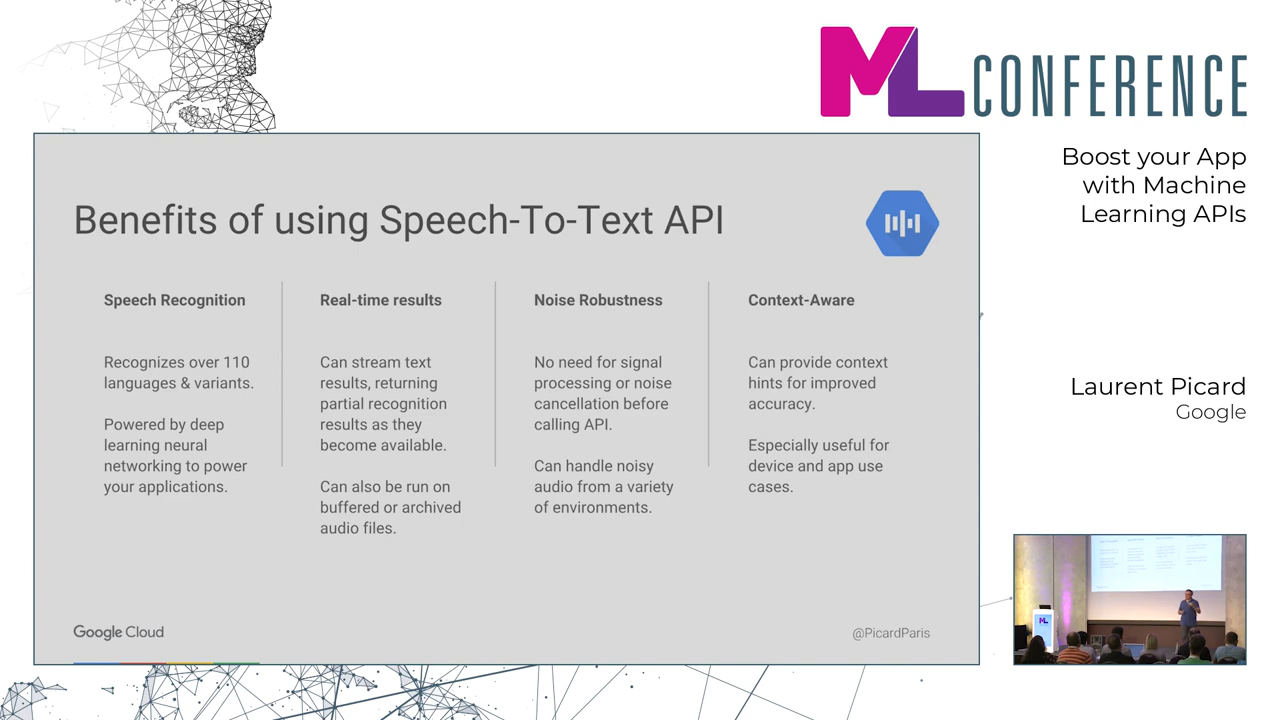 ML CONFERENCE
Boost your App
with Machine
Learning APIs
Laurent Picard
Google
Benefits of using Speech-To-Text API
Speech Recognition
Recognizes over 110
languages & variants.
Powered by deep
learning neural
networking to power
your applications.
Real-time results
Can stream text
results, returning
partial recognition
results as they
become available.
Can also be run on
buffered or archived
audio files.
Noise Robustness
No need for signal
processing or noise
cancellation before
calling API.
Can handle noisy
audio from a variety
of environments.
Context-Aware
Can provide context
hints for improved
accuracy.
Especially useful for
device and app use
cases.
Google Cloud
@PicardParis
ML